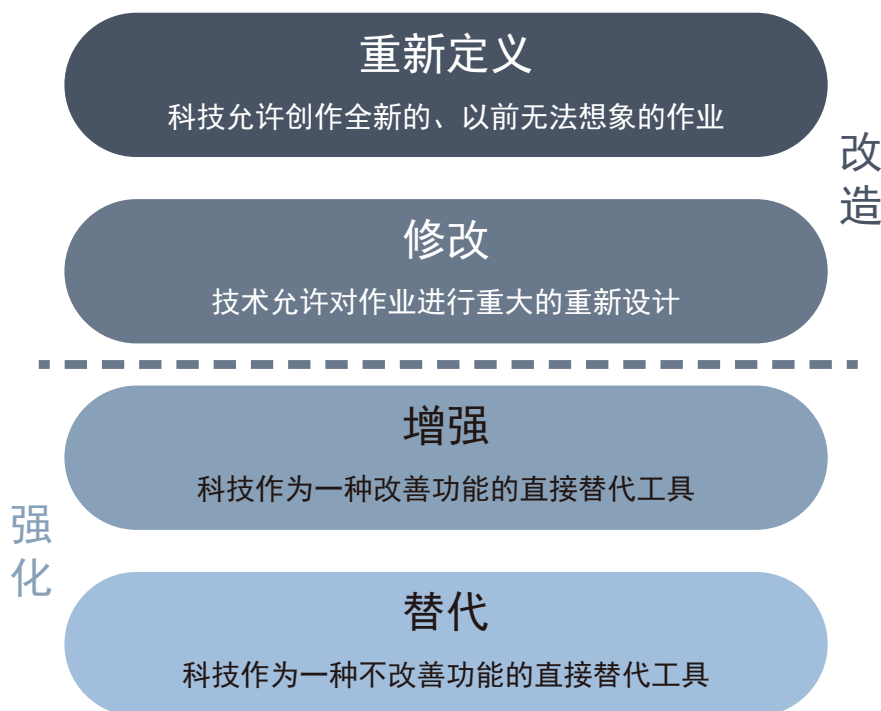 重新定义
科技允许创作全新的、以前无法想象的作业
改造
修改
技术允许对作业进行重大的重新设计
增强
科技作为一种改善功能的直接替代工具
强化
替代
科技作为一种不改善功能的直接替代工具